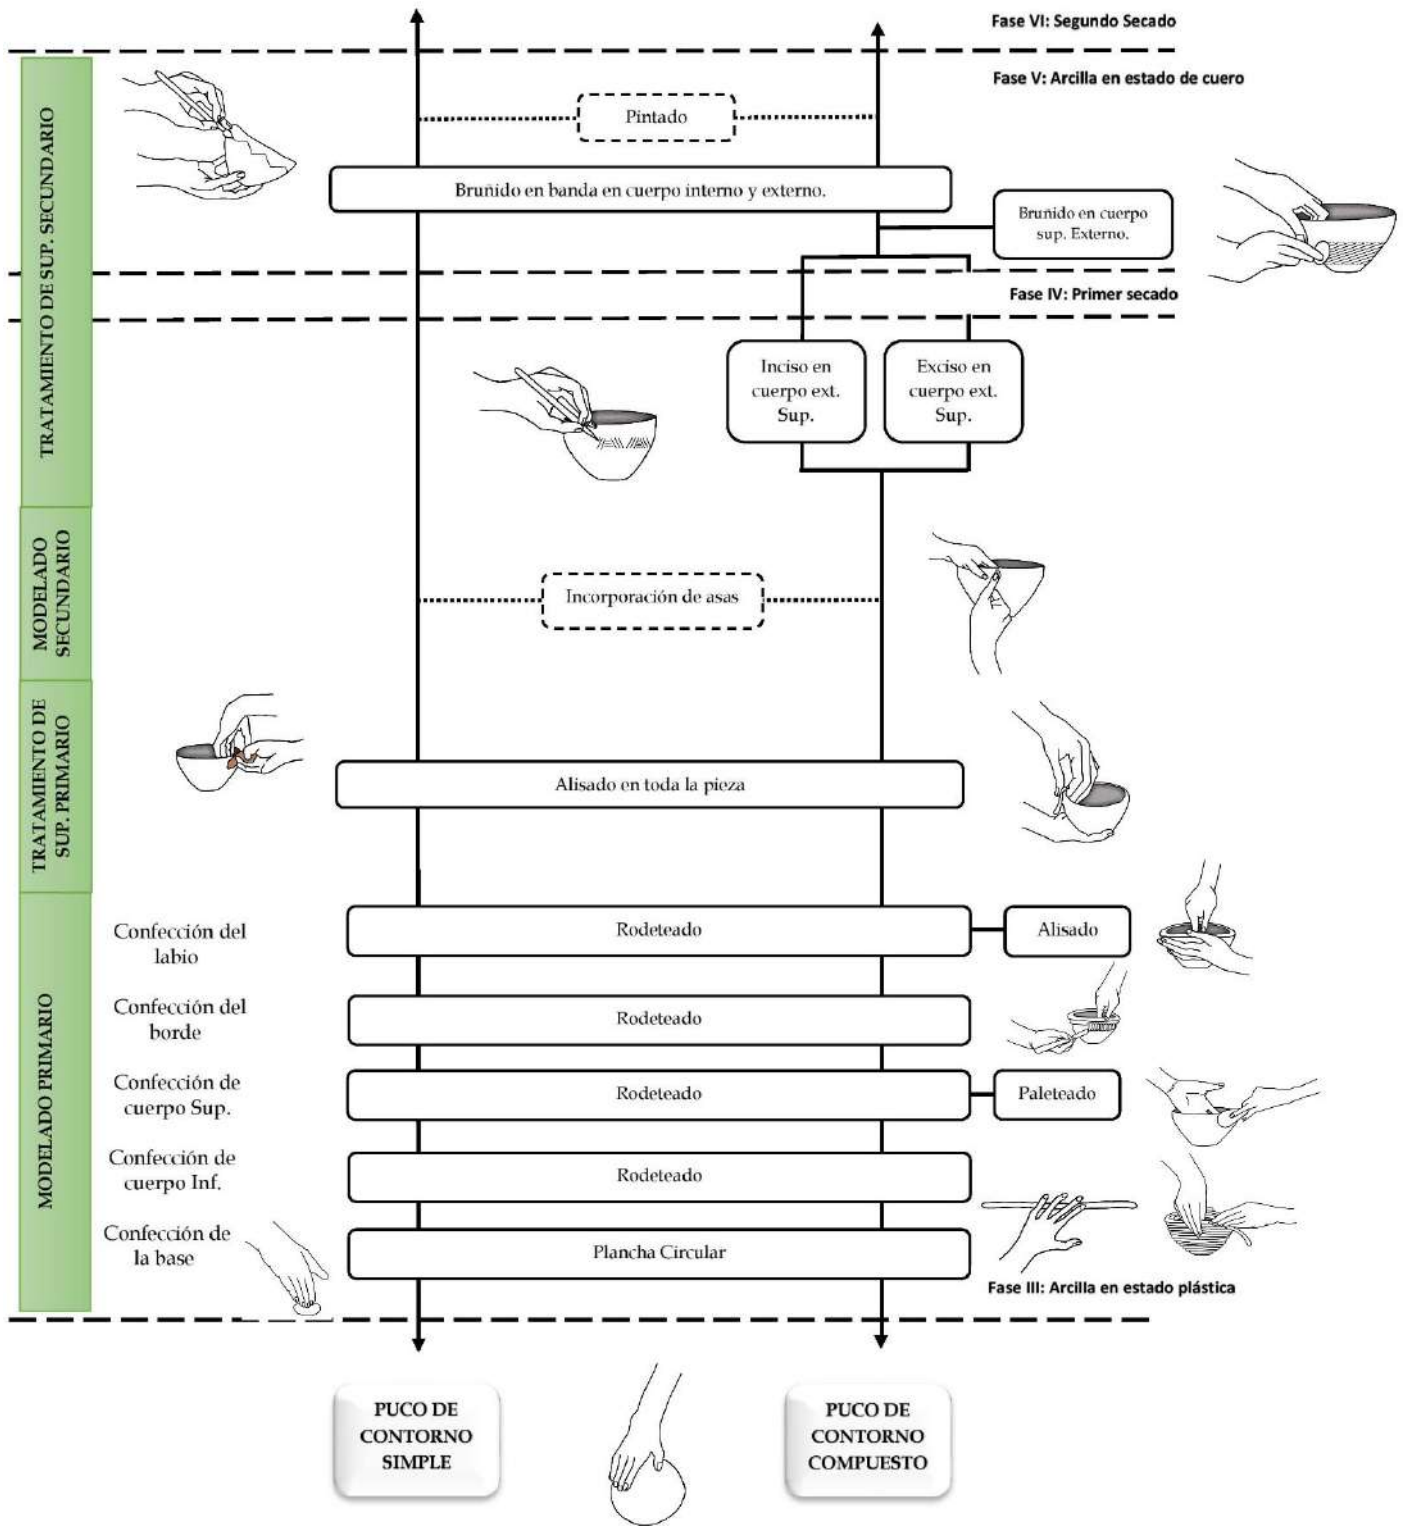 Fase VI: Segundo Secado
Fase V: Arcilla en estado de cuero
TRATAMIENTO DE SUP. SECUNDARIO
Pintado
Bruñido en banda en cuerpo interno y externo.
Bruñido en cuerpo
sup. Externo.
Fase IV: Primer secado
Inciso en
cuerpo ext.
Sup.
Exciso en
cuerpo ext.
Sup.
MODELADO
SECUNDARIO
Incorporación de asas
TRATAMIENTO DE
SUP. PRIMARIO
Alisado en toda la pieza
MODELADO PRIMARIO
Confección del
labio
Rodeteado
Alisado
Confección del
borde
Rodeteado
Confección de
cuerpo Sup.
Rodeteado
Paleteado
Confección de
cuerpo Inf.
Rodeteado
Confección de
la base
Plancha Circular
Fase III: Arcilla en estado plástica
PUCO DE
CONTORNO
SIMPLE
PUCO DE
CONTORNO
COMPUESTO